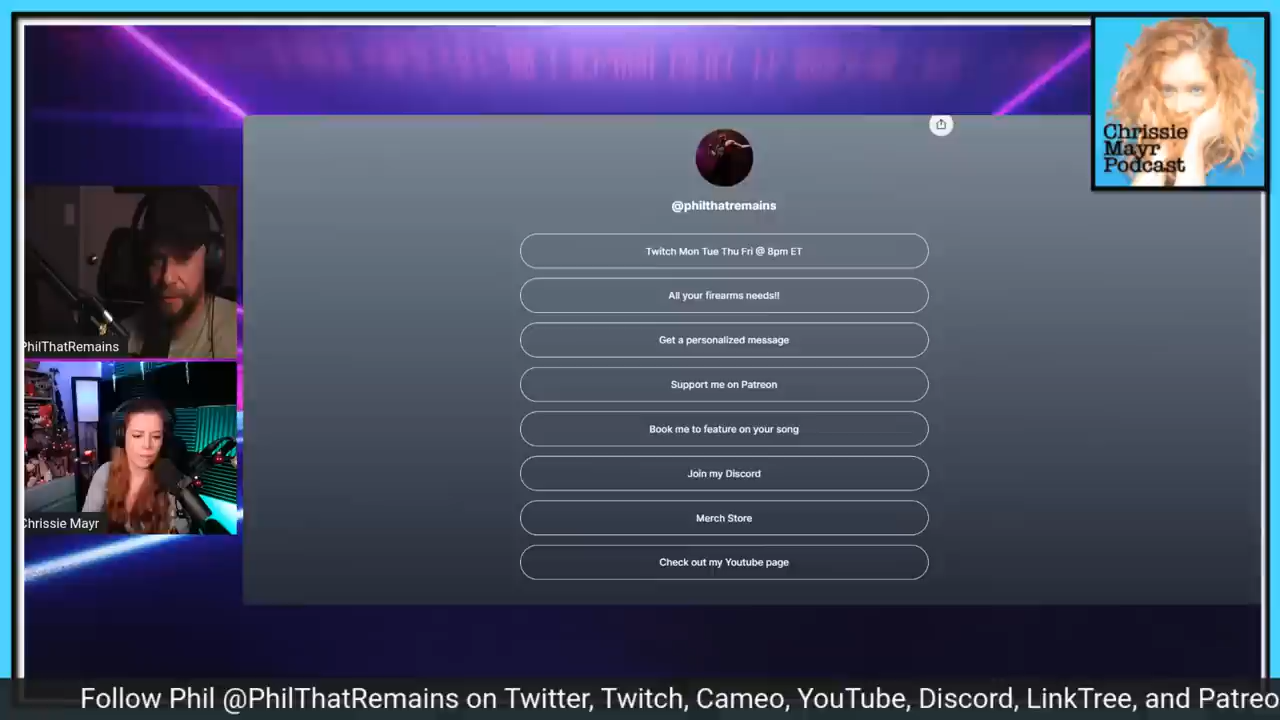 Chrissie
Mayr
Podcast
@philthatremains
Twitch Mon Tue Thu Fri @ 8pm ET
All your firearms needs!!
Get a personalized message
Support me on Patreon
Book me to feature on your song
Join my Discord
Merch Store
Check out my Youtube page
PhilThatRemains
Chrissie Mayr
Follow Phil @PhilThatRemains on Twitter, Twitch, Cameo, YouTube, Discord, LinkTree, and Patreo